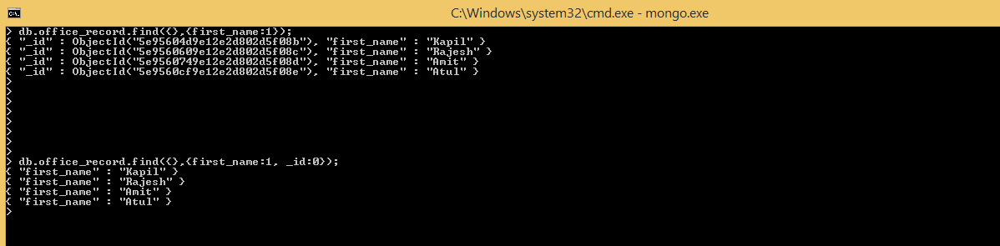 C:\Windows\system32\cmd.exe - mongo.exe
> db.office_record.find({},{first_name:1});
{ "_id" : ObjectId("5e95604d9e12e2d802d5f08b"), "first_name" : "Kapil" }
{ "_id" : ObjectId("5e9560609e12e2d802d5f08c"), "first_name" : "Rajesh" }
{ "_id" : ObjectId("5e9560749e12e2d802d5f08d"), "first_name" : "Amit" }
{ "_id" : ObjectId("5e9560cf9e12e2d802d5f08e"), "first_name" : "Atul" }
>
>
>
>
>
>
>
>
> db.office_record.find({},{first_name:1, _id:0});
{ "first_name" : "Kapil" }
{ "first_name" : "Rajesh" }
{ "first_name" : "Amit" }
{ "first_name" : "Atul" }
>